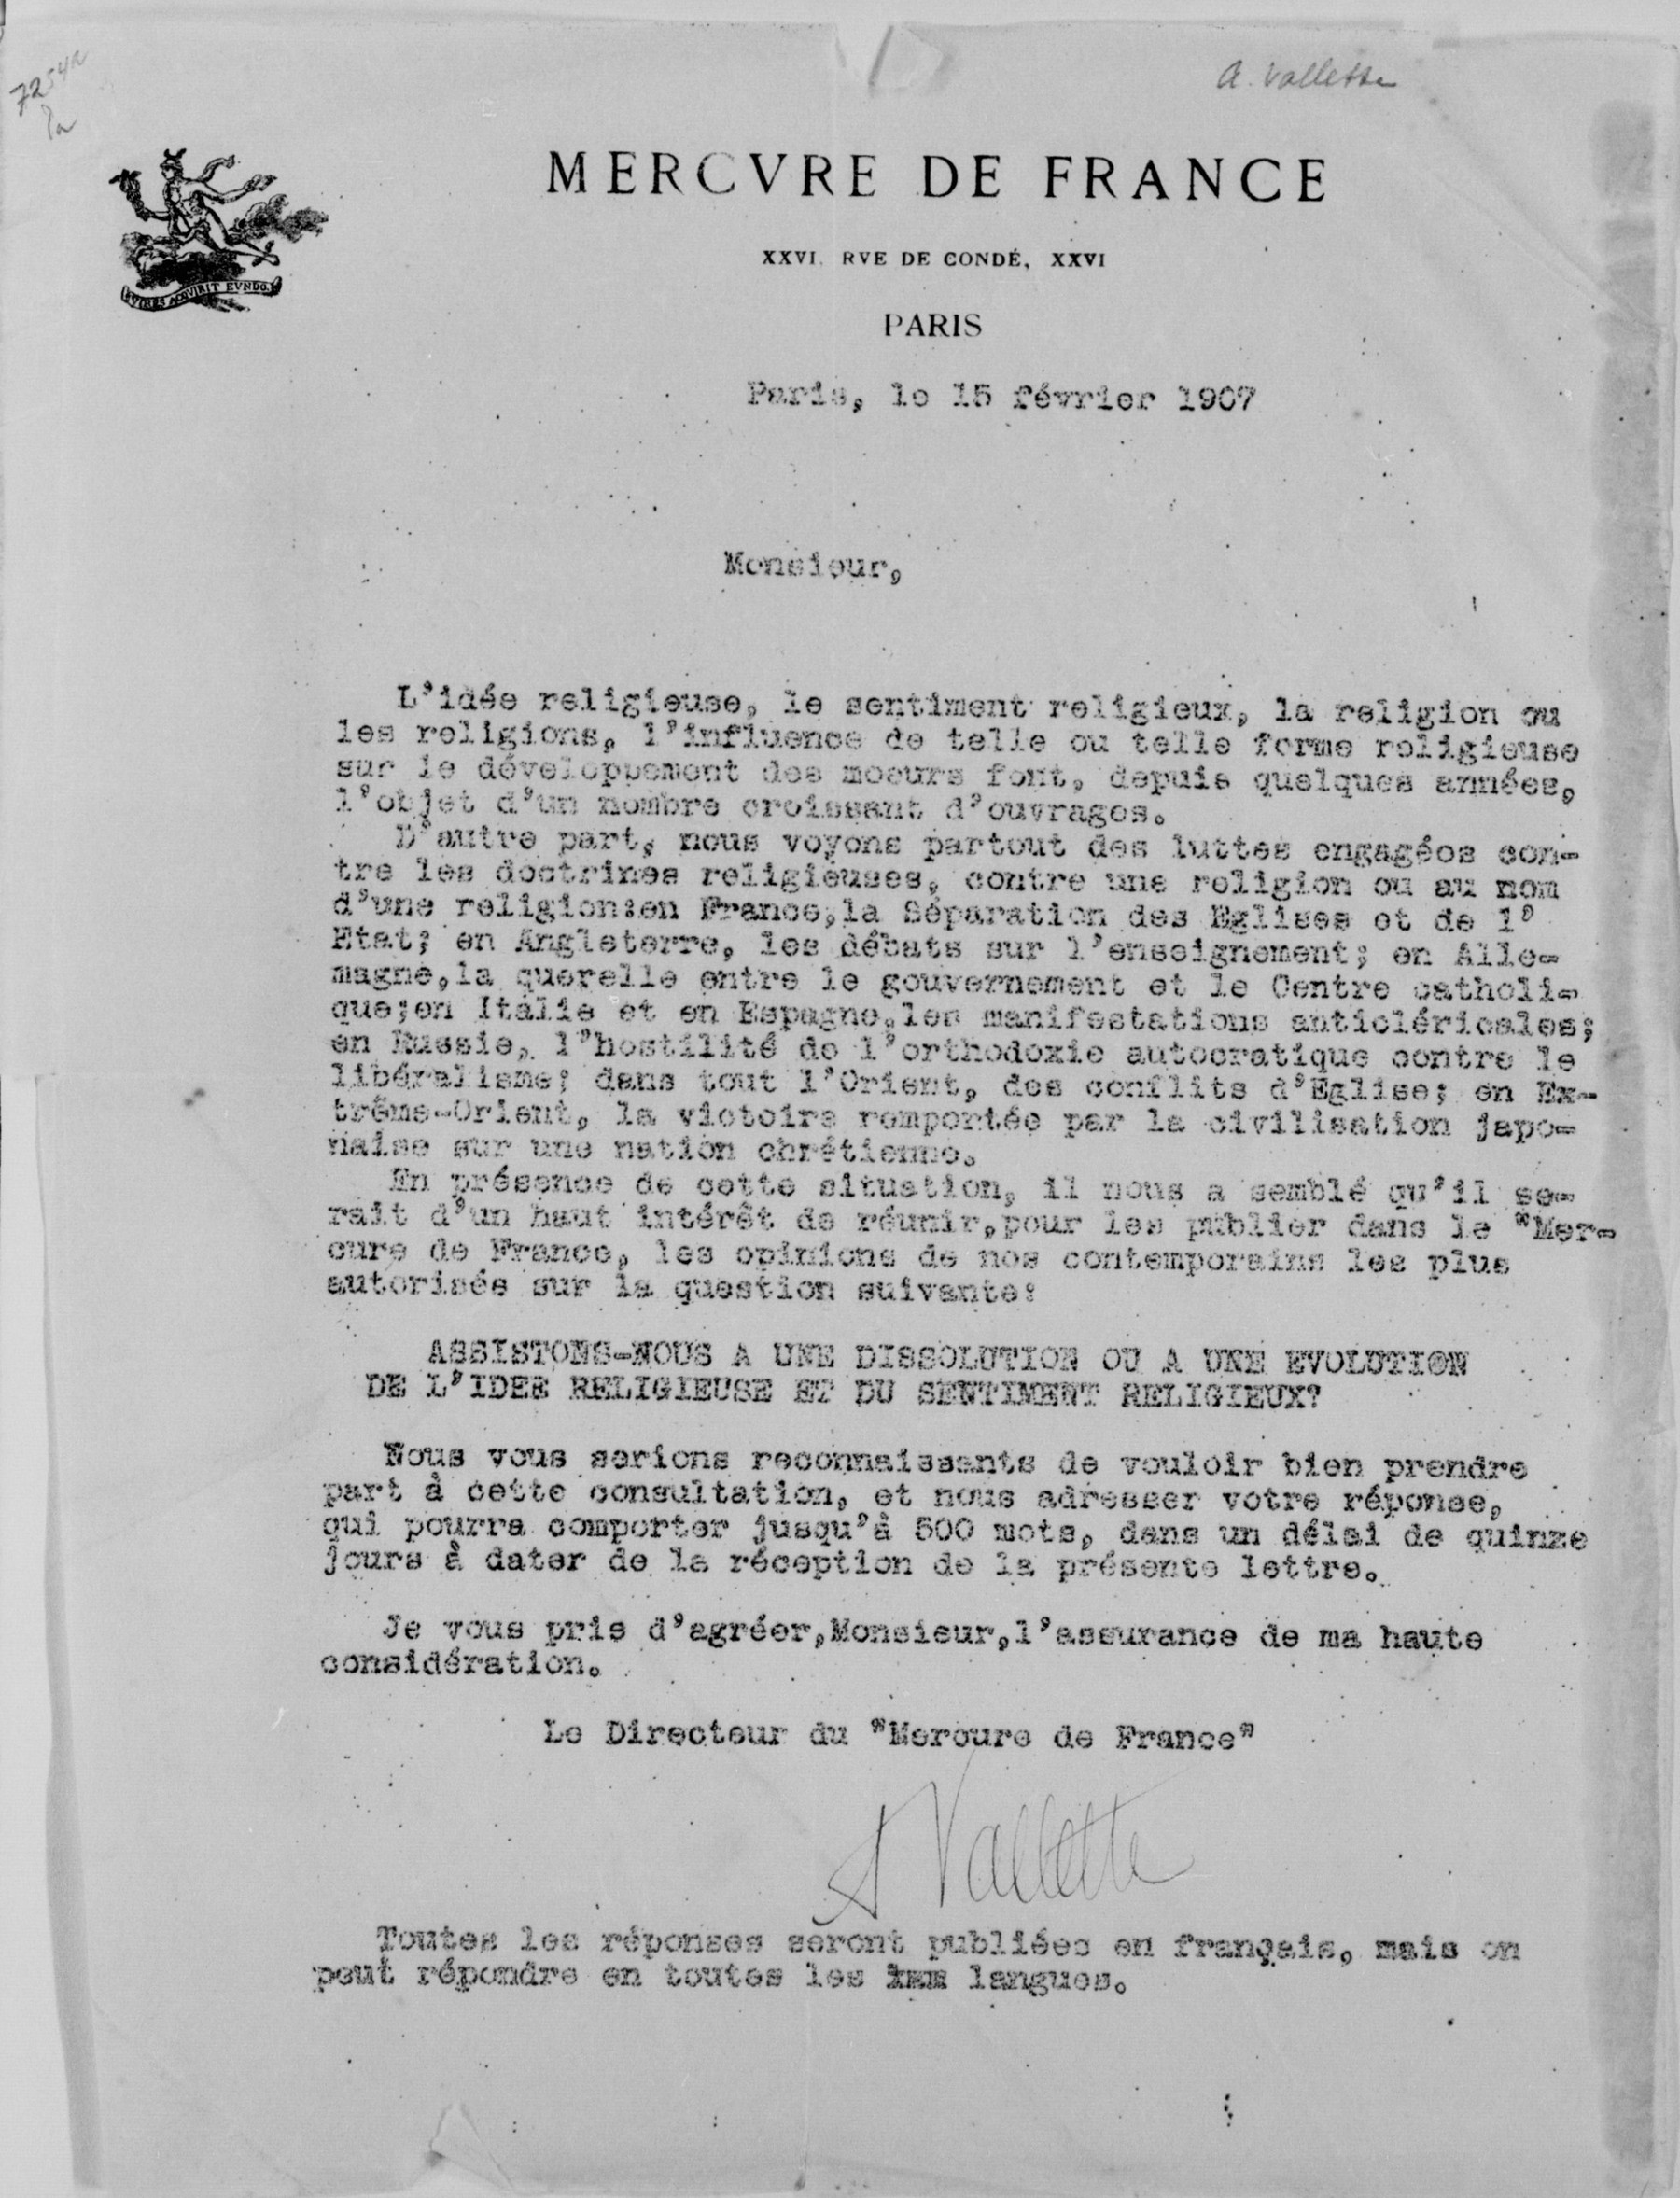 7254a
A. Vallette
MERCVRE DE FRANCE
XXVI. RVE DE CONDÉ, XXVI
VIRES ACQVIRIT EVNDO
PARIS
Paris, le 15 février 1907
Monsieur,
L'idée religieuse, le sentiment religieux, la religion ou
les religions, l'influence de telle ou telle forme religieuse
sur le développement des moeurs font, depuis quelques années,
l'objet d'un nombre croissant d'ouvrages.
D'autre part, nous voyons partout des luttes engagées con-
tre les doctrines religieuses, contre une religion ou au nom
d'une religion:en France,la Séparation des Eglises et de l'
Etat; en Angleterre, les débats sur l'enseignement; en Alle-
magne,la querelle entre le gouvernement et le Centre catholi-
que;en Italie et en Espagne,les manifestations anticléricales;
en Russie, l'hostilité de l'orthodoxie autocratique contre le
libéralisme; dans tout l'Orient, des conflits d'Eglise; en Ex-
trême-Orient, la victoire remportée par la civilisation japo-
naise sur une nation chrétienne.
En présence de cette situation, il nous a semblé qu'il se-
rait d'un haut intérêt de réunir,pour les publier dans le "Mer-
cure de France, les opinions de nos contemporains les plus
autorisés sur la question suivante:
ASSISTONS-NOUS A UNE DISSOLUTION OU A UNE EVOLUTION
DE L'IDEE RELIGIEUSE ET DU SENTIMENT RELIGIEUX?
Nous vous serions reconnaissants de vouloir bien prendre
part à cette consultation, et nous adresser votre réponse,
qui pourra comporter jusqu'à 500 mots, dans un délai de quinze
jours à dater de la réception de la présente lettre.
Je vous prie d'agréer,Monsieur,l'assurance de ma haute
considération.
Le Directeur du "Mercure de France"
A Vallette
Toutes les réponses seront publiées en français, mais on
peut répondre en toutes les langues.